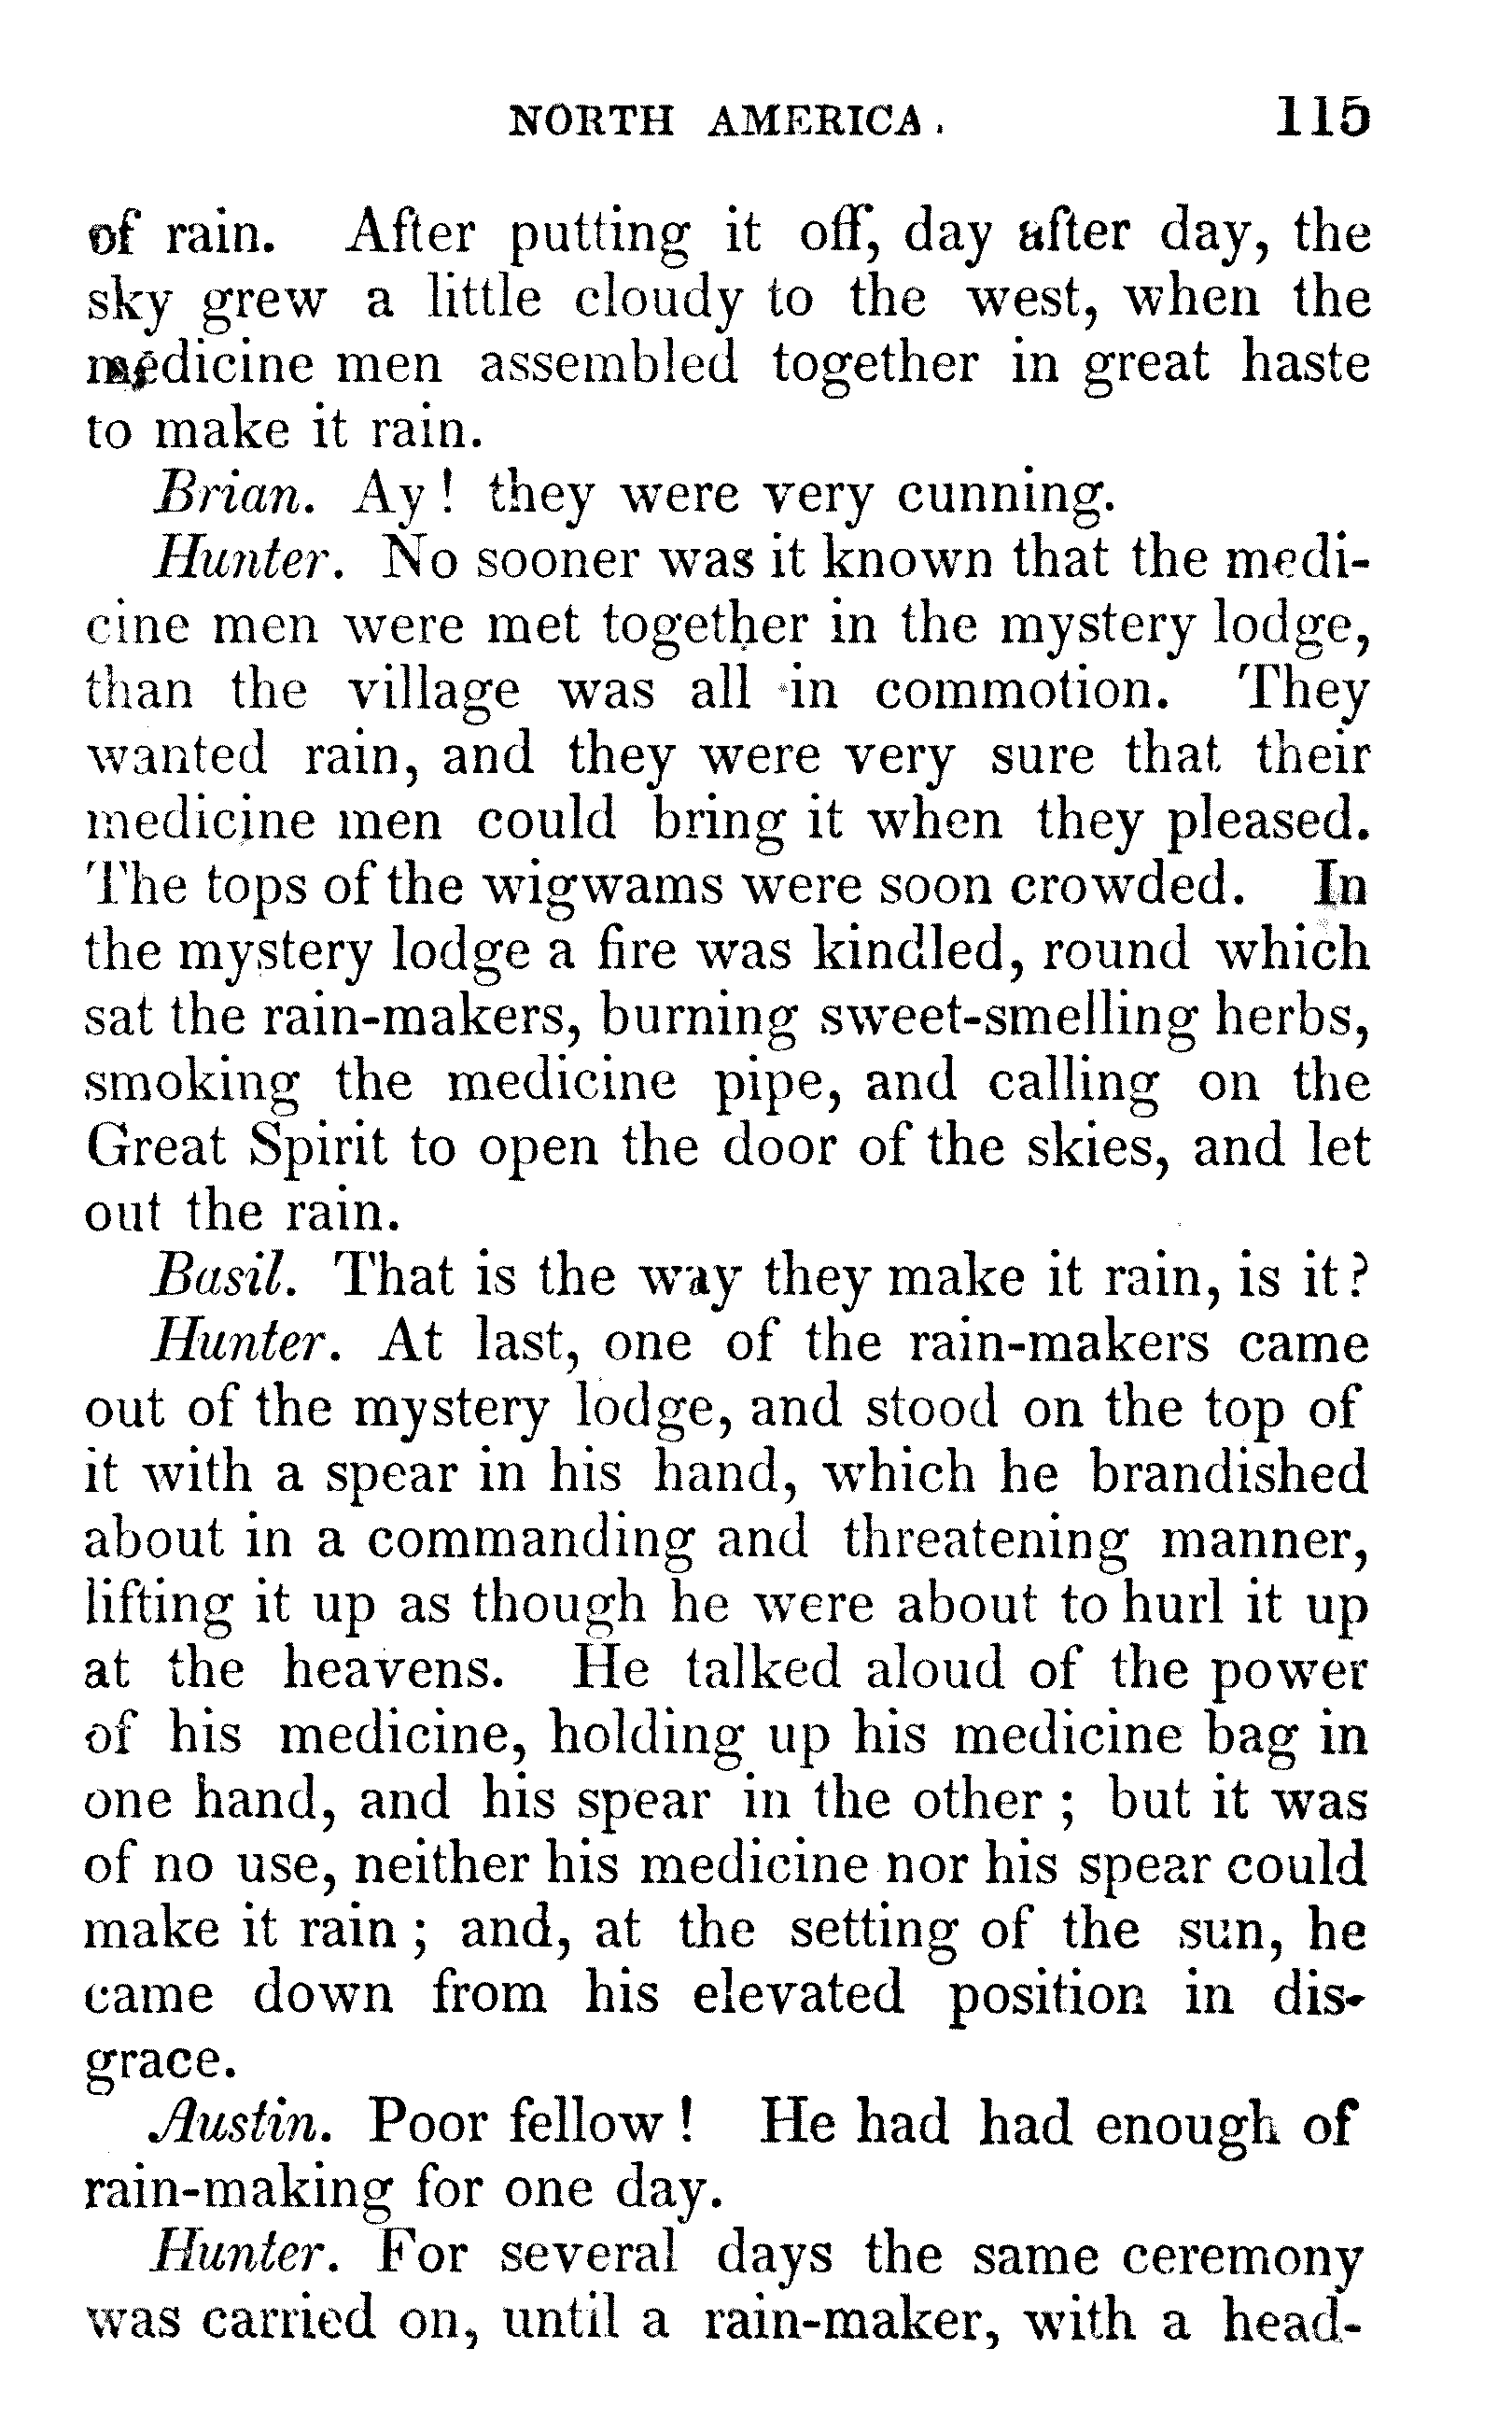 NORTH AMERICA. 115
of rain. After putting it off, day after day, the
sky grew a little cloudy to the west, when the
medicine men assembled together in great haste
to make it rain.
Brian. Ay! they were very cunning.
Hunter. No sooner was it known that the medi-
cine men were met together in the mystery lodge,
than the village was all in commotion. They
wanted rain, and they were very sure that their
medicine men could bring it when they pleased.
The tops of the wigwams were soon crowded. In
the mystery lodge a fire was kindled, round which
sat the rain-makers, burning sweet-smelling herbs,
smoking the medicine pipe, and calling on the
Great Spirit to open the door of the skies, and let
out the rain.
Basil. That is the way they make it rain, is it?
Hunter. At last, one of the rain-makers came
out of the mystery lodge, and stood on the top of
it with a spear in his hand, which he brandished
about in a commanding and threatening manner,
lifting it up as though he were about to hurl it up
at the heavens. He talked aloud of the power
of his medicine, holding up his medicine bag in
one hand, and his spear in the other; but it was
of no use, neither his medicine nor his spear could
make it rain; and, at the setting of the sun, he
came down from his elevated position in dis-
grace.
Austin. Poor fellow! He had had enough of
rain-making for one day.
Hunter. For several days the same ceremony
was carried on, until a rain-maker, with a head-